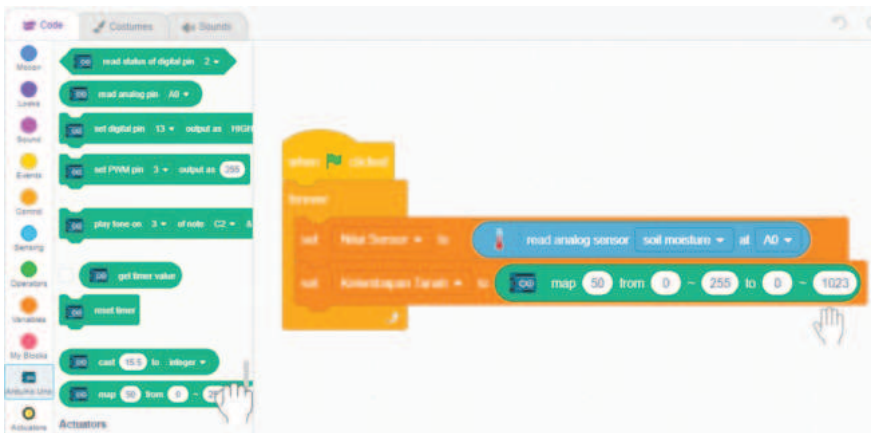 Code Costumes Sounds
Motion
Looks
Sound
Events
Control
Sensing
Operators
Variables
My Blocks
Arduino Uno
Actuators
read status of digital pin 2
read analog pin A0
set digital pin 13 output as
set PWM pin 3 output as 255
play tone on 3 of note C2
get timer value
reset timer
cast 15.5 to integer
map 50 from 0 ~
Actuators
when clicked
forever
set Nilai Sensor to read analog sensor soil moisture at A0
set Kelembapan Tanah to map 50 from 0 ~ 255 to 0 ~ 1023